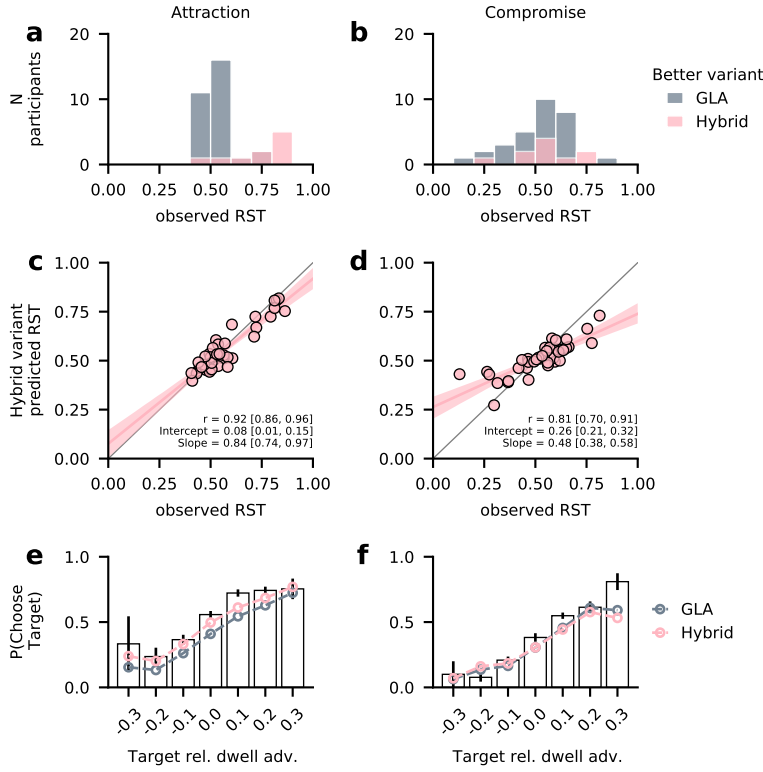 Attraction
Compromise
a
b
N
participants
20
10
0
0.00 0.25 0.50 0.75 1.00
observed RST
20
10
0
0.00 0.25 0.50 0.75 1.00
observed RST
Better variant
GLA
Hybrid
c
d
Hybrid variant
predicted RST
1.00
0.75
0.50
0.25
0.00
r = 0.92 [0.86, 0.96]
Intercept = 0.08 [0.01, 0.15]
Slope = 0.84 [0.74, 0.97]
0.00 0.25 0.50 0.75 1.00
observed RST
1.00
0.75
0.50
0.25
0.00
r = 0.81 [0.70, 0.91]
Intercept = 0.26 [0.21, 0.32]
Slope = 0.48 [0.38, 0.58]
0.00 0.25 0.50 0.75 1.00
observed RST
e
f
P(Choose
Target)
1.0
0.5
0.0
-0.3 -0.2 -0.1 0.0 0.1 0.2 0.3
Target rel. dwell adv.
1.0
0.5
0.0
-0.3 -0.2 -0.1 0.0 0.1 0.2 0.3
Target rel. dwell adv.
GLA
Hybrid